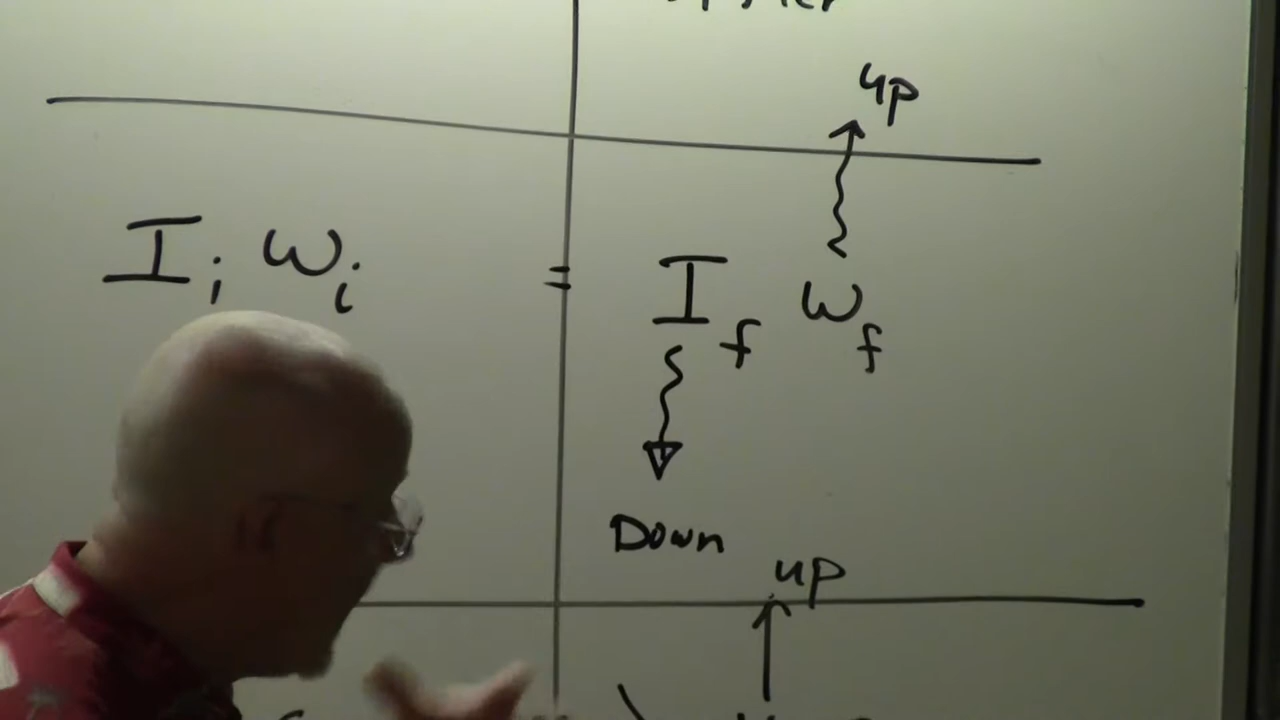 up
I_i ω_i = I_f ω_f
Down
up